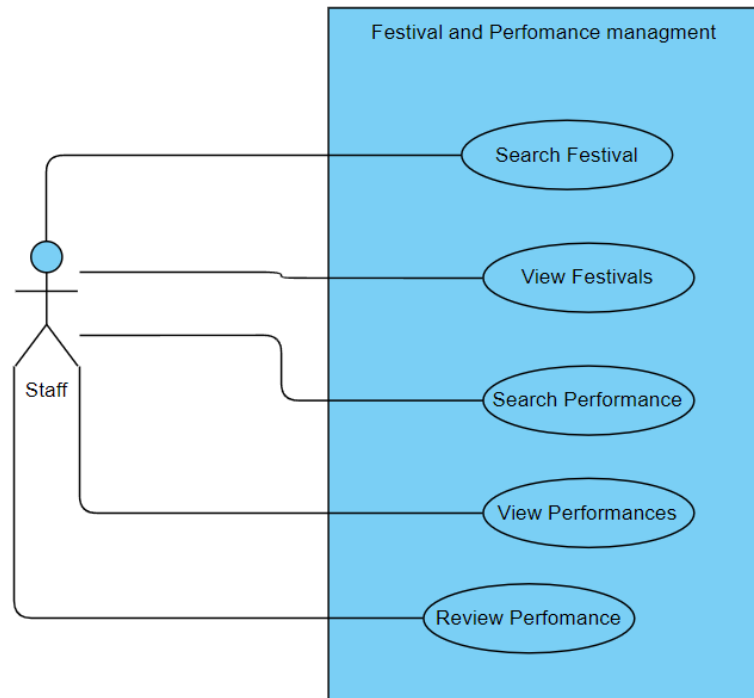 Festival and Perfomance managment
Search Festival
View Festivals
Search Performance
Staff
View Performances
Review Perfomance